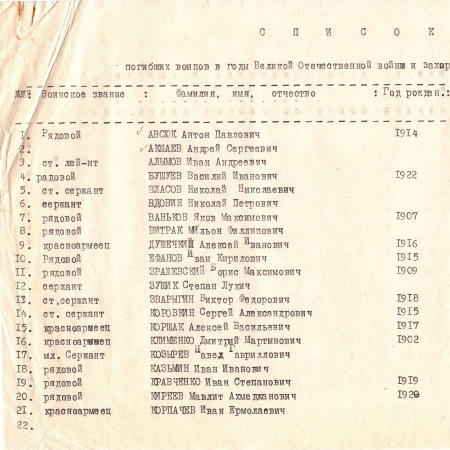 С П И С О К
погибших воинов в годы Великой Отечественной войны и захор
№№ Воинское звание : Фамилия, имя, отчество : Год рожден.:
1. Рядовой АВСЮК Антон Павлович 1914
2. АКШАЕВ Андрей Сергеевич
3. ст. лей-нт АЛЫМОВ Иван Андреевич
4. радовой БУШУЕВ Василий Иванович 1922
5. ст. сержант ВЛАСОВ Николай Николаевич
6. сержант ВДОВИН Николай Петрович
7. рядовой ВАНЬКОВ Яков Максимович 1907
8. рядовой ВИТРАК Мильон Филлипович
9. красноармеец ДУШЕЧКИЙ Алексей Иванович 1916
10. Рядовой ЕФАНОВ Иван Кирилович 1915
11. рядовой ЗРАЛЕВСКИЙ Борис Максимович 1909
12. сержант ЗУШИК Степан Лукич
13. ст,сержант ЗВАРЫГИН Виктор Федорович 1918
14. ст. сержант КОРОВКИН Сергей Александрович 1915
15. красноармеец КОРШАК Алексей Васильевич 1917
16. красноармеец КЛИМЕНКО Дмитрий Мартынович 1902
17. мл. Сержант КОЗЫРЕВ Павел Гавриллович
18. рядовой КАЗЬМИН Иван Иванович
19. рядовой КРАВЧЕНКО Иван Степанович 1919
20. рядовой КИРЕЕВ Мавлит Ахмеджанович 1920
21. красноармеец КОРПАЧЕВ Иван Ермолаевич
22.